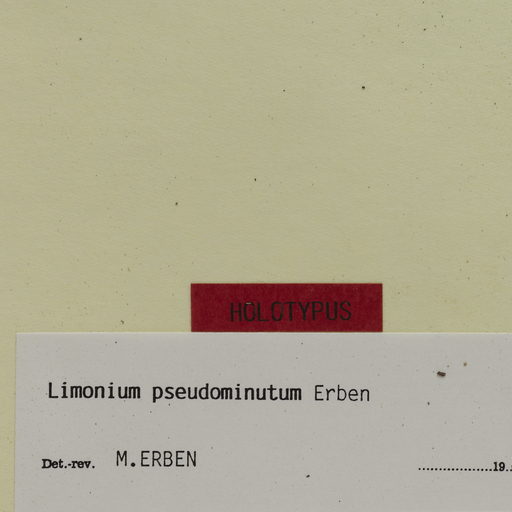 HOLOTYPUS
Limonium pseudominutum Erben
Det.-rev. M.ERBEN ..................19..